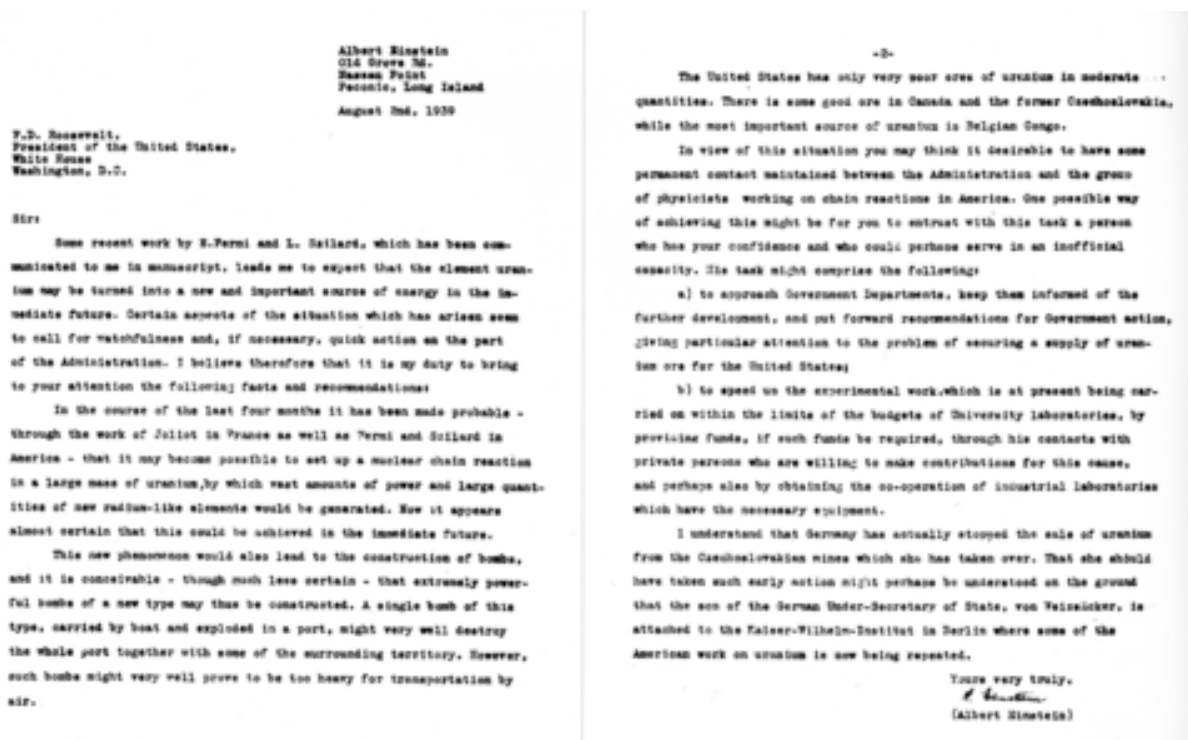 Albert Einstein
Old Grove Rd.
Nassau Point
Peconic, Long Island
August 2nd, 1939
F.D. Roosevelt,
President of the United States,
White House
Washington, D.C.
Sir:
Some recent work by E.Fermi and L. Szilard, which has been com-
municated to me in manuscript, leads me to expect that the element uran-
ium may be turned into a new and important source of energy in the im-
mediate future. Certain aspects of the situation which has arisen seem
to call for watchfulness and, if necessary, quick action on the part
of the Administration. I believe therefore that it is my duty to bring
to your attention the following facts and recommendations:
In the course of the last four months it has been made probable -
through the work of Joliot in France as well as Fermi and Szilard in
America - that it may become possible to set up a nuclear chain reaction
in a large mass of uranium,by which vast amounts of power and large quant-
ities of new radium-like elements would be generated. Now it appears
almost certain that this could be achieved in the immediate future.
This new phenomenon would also lead to the construction of bombs,
and it is conceivable - though much less certain - that extremely power-
ful bombs of a new type may thus be constructed. A single bomb of this
type, carried by boat and exploded in a port, might very well destroy
the whole port together with some of the surrounding territory. However,
such bombs might very well prove to be too heavy for transportation by
air.
-2-
The United States has only very poor ores of uranium in moderate
quantities. There is some good ore in Canada and the former Czechoslovakia,
while the most important source of uranium is Belgian Congo.
In view of this situation you may think it desirable to have some
permanent contact maintained between the Administration and the group
of physicists working on chain reactions in America. One possible way
of achieving this might be for you to entrust with this task a person
who has your confidence and who could perhaps serve in an inofficial
capacity. His task might comprise the following:
a) to approach Government Departments, keep them informed of the
further development, and put forward recommendations for Government action,
giving particular attention to the problem of securing a supply of uran-
ium ore for the United States;
b) to speed up the experimental work,which is at present being car-
ried on within the limits of the budgets of University laboratories, by
providing funds, if such funds be required, through his contacts with
private persons who are willing to make contributions for this cause,
and perhaps also by obtaining the co-operation of industrial laboratories
which have the necessary equipment.
I understand that Germany has actually stopped the sale of uranium
from the Czechoslovakian mines which she has taken over. That she should
have taken such early action might perhaps be understood on the ground
that the son of the German Under-Secretary of State, von Weizsäcker, is
attached to the Kaiser-Wilhelm-Institut in Berlin where some of the
American work on uranium is now being repeated.
Yours very truly,
A. Einstein
(Albert Einstein)